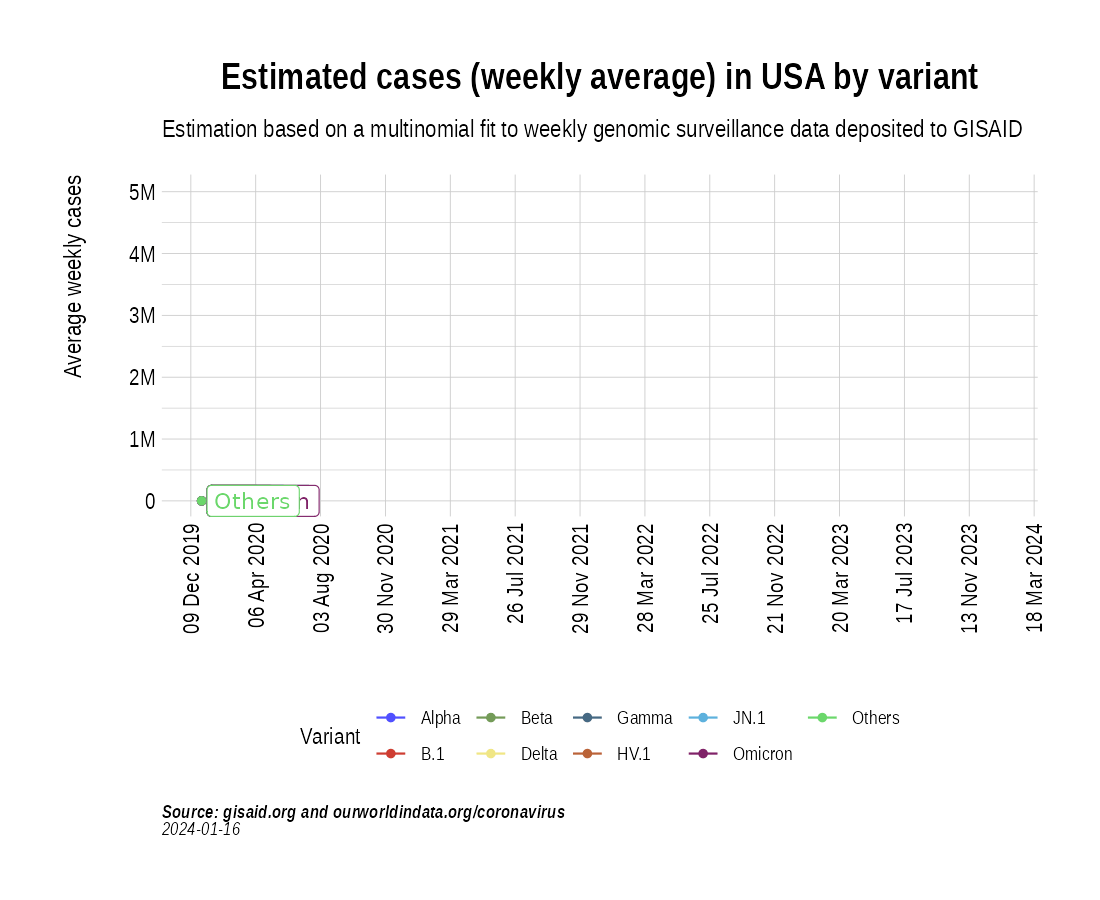 Estimated cases (weekly average) in USA by variant
Estimation based on a multinomial fit to weekly genomic surveillance data deposited to GISAID
Average weekly cases
5M
4M
3M
2M
1M
0
Others
n
09 Dec 2019
06 Apr 2020
03 Aug 2020
30 Nov 2020
29 Mar 2021
26 Jul 2021
29 Nov 2021
28 Mar 2022
25 Jul 2022
21 Nov 2022
20 Mar 2023
17 Jul 2023
13 Nov 2023
18 Mar 2024
Variant
Alpha Beta Gamma JN.1 Others
B.1 Delta HV.1 Omicron
Source: gisaid.org and ourworldindata.org/coronavirus
2024-01-16